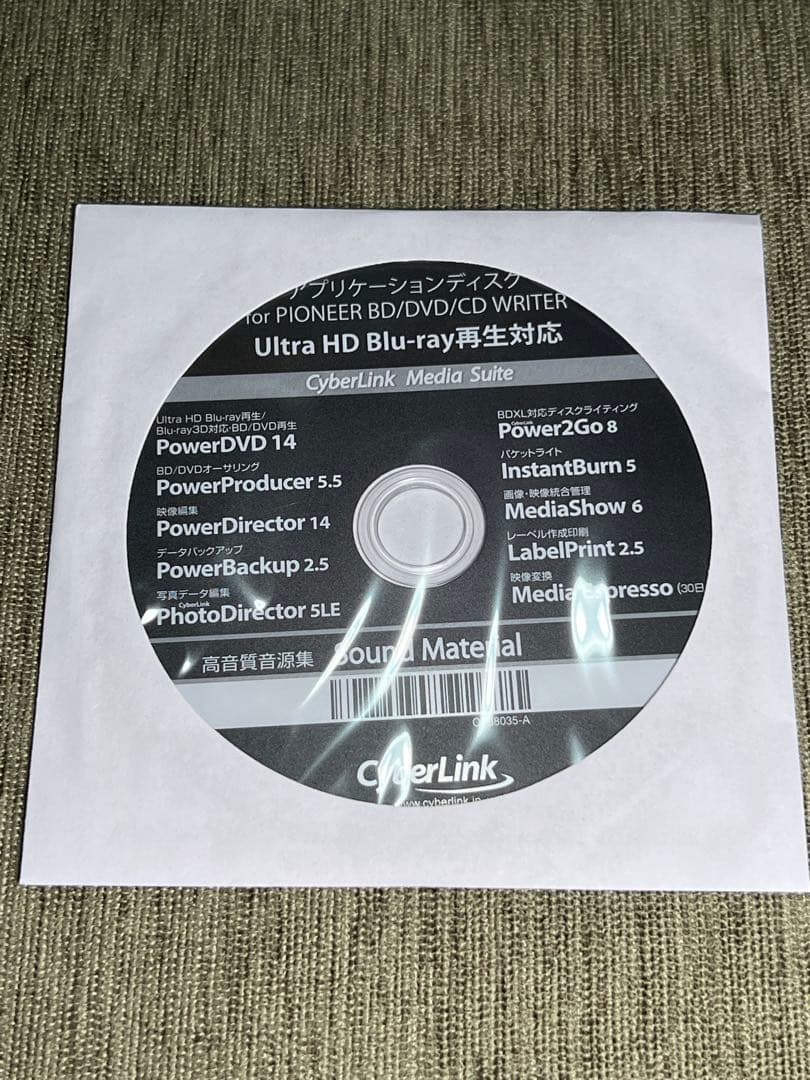 アプリケーションディスク
for PIONEER BD/DVD/CD WRITER
Ultra HD Blu-ray再生対応
CyberLink Media Suite
Ultra HD Blu-ray再生/
Blu-ray3D対応・BD/DVD再生
PowerDVD 14
BD/DVDオーサリング
PowerProducer 5.5
映像編集
PowerDirector 14
データバックアップ
PowerBackup 2.5
写真データ編集
CyberLink
PhotoDirector 5LE
BDXL対応ディスクライティング
CyberLink
Power2Go 8
パケットライト
InstantBurn 5
画像・映像統合管理
MediaShow 6
レーベル作成印刷
LabelPrint 2.5
映像変換
MediaEspresso (30日
高音質音源集 Sound Material
CyberLink